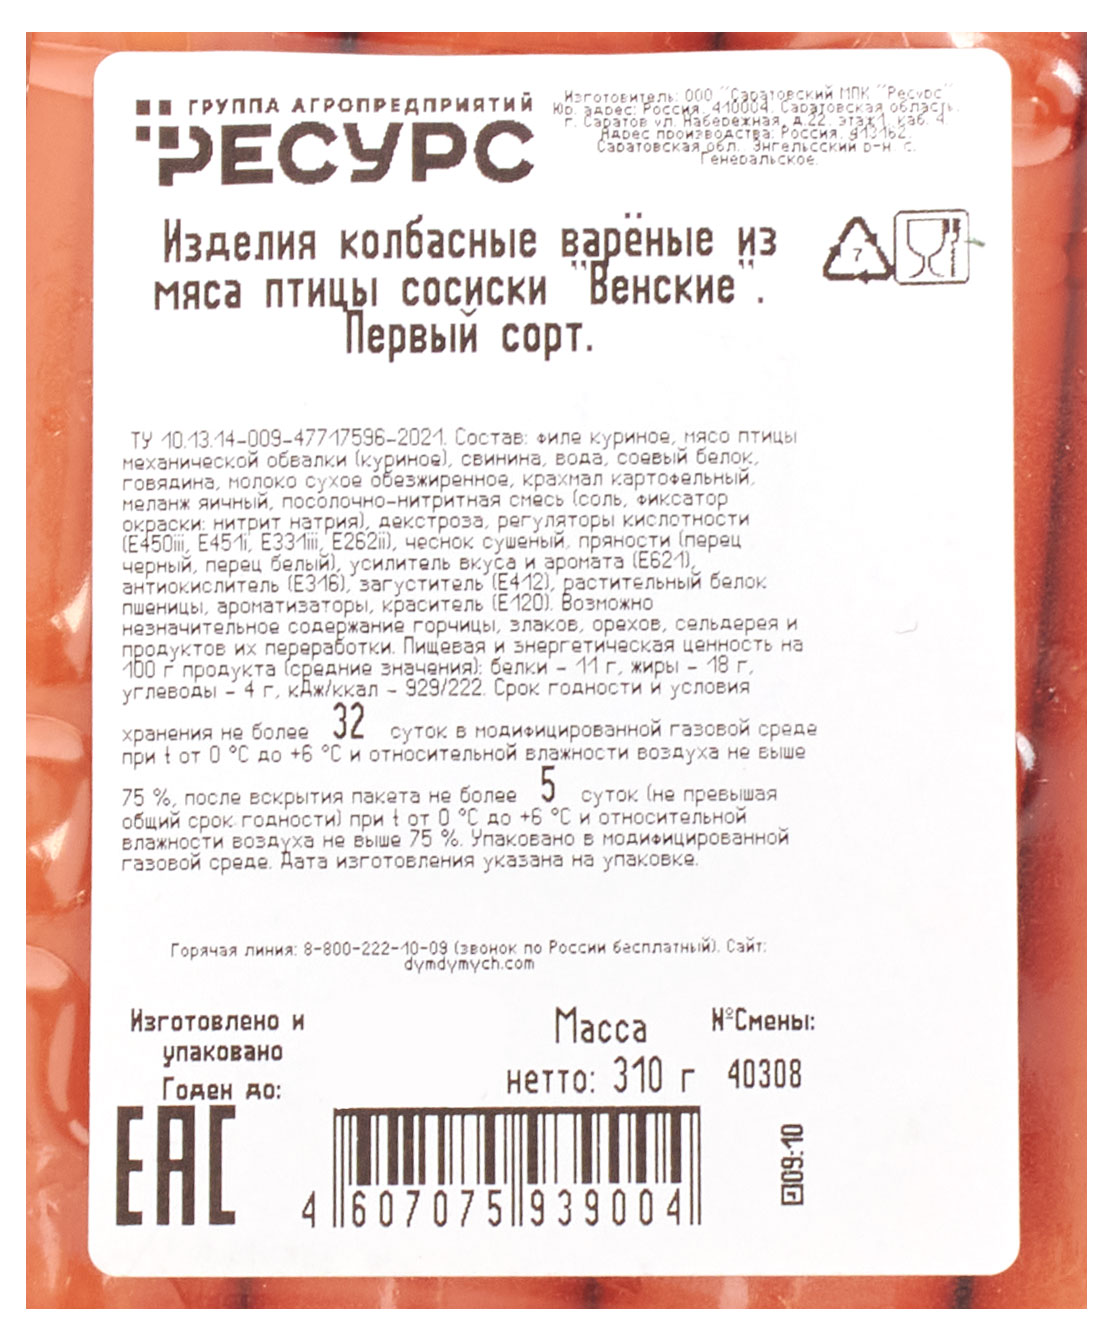 ГРУППА АГРОПРЕДПРИЯТИЙ
РЕСУРС
Изготовитель: ООО "Саратовский МПК "Ресурс"
Юр. адрес: Россия, 410004, Саратовская область,
г. Саратов ул. Набережная, д.22. этаж1, каб. 4.
Адрес производства: Россия, 413162,
Саратовская обл., Энгельсский р-н, с.
Генеральское.
Изделия колбасные варёные из
мяса птицы сосиски "Венские".
Первый сорт.
7
ТУ 10.13.14-009-47717596-2021. Состав: филе куриное, мясо птицы
механической обвалки (куриное), свинина, вода, соевый белок,
говядина, молоко сухое обезжиренное, крахмал картофельный,
меланж яичный, посолочно-нитритная смесь (соль, фиксатор
окраски: нитрит натрия), декстроза, регуляторы кислотности
(E450iii, E451i, E331iii, E262ii), чеснок сушеный, пряности (перец
черный, перец белый), усилитель вкуса и аромата (E621),
антиокислитель (E316), загуститель (E412), растительный белок
пшеницы, ароматизаторы, краситель (E120). Возможно
незначительное содержание горчицы, злаков, орехов, сельдерея и
продуктов их переработки. Пищевая и энергетическая ценность на
100 г продукта (средние значения): белки - 11 г, жиры - 18 г,
углеводы - 4 г, кДж/ккал - 929/222. Срок годности и условия
хранения не более 32 суток в модифицированной газовой среде
при t от 0 °C до +6 °C и относительной влажности воздуха не выше
75 %, после вскрытия пакета не более 5 суток (не превышая
общий срок годности) при t от 0 °C до +6 °C и относительной
влажности воздуха не выше 75 %. Упаковано в модифицированной
газовой среде. Дата изготовления указана на упаковке.
Горячая линия: 8-800-222-10-09 (звонок по России бесплатный). Сайт:
dymdymych.com
Изготовлено и
упаковано
Годен до:
Масса
нетто: 310 г
№Смены:
40308
EAC
4 607075 939004
09:10